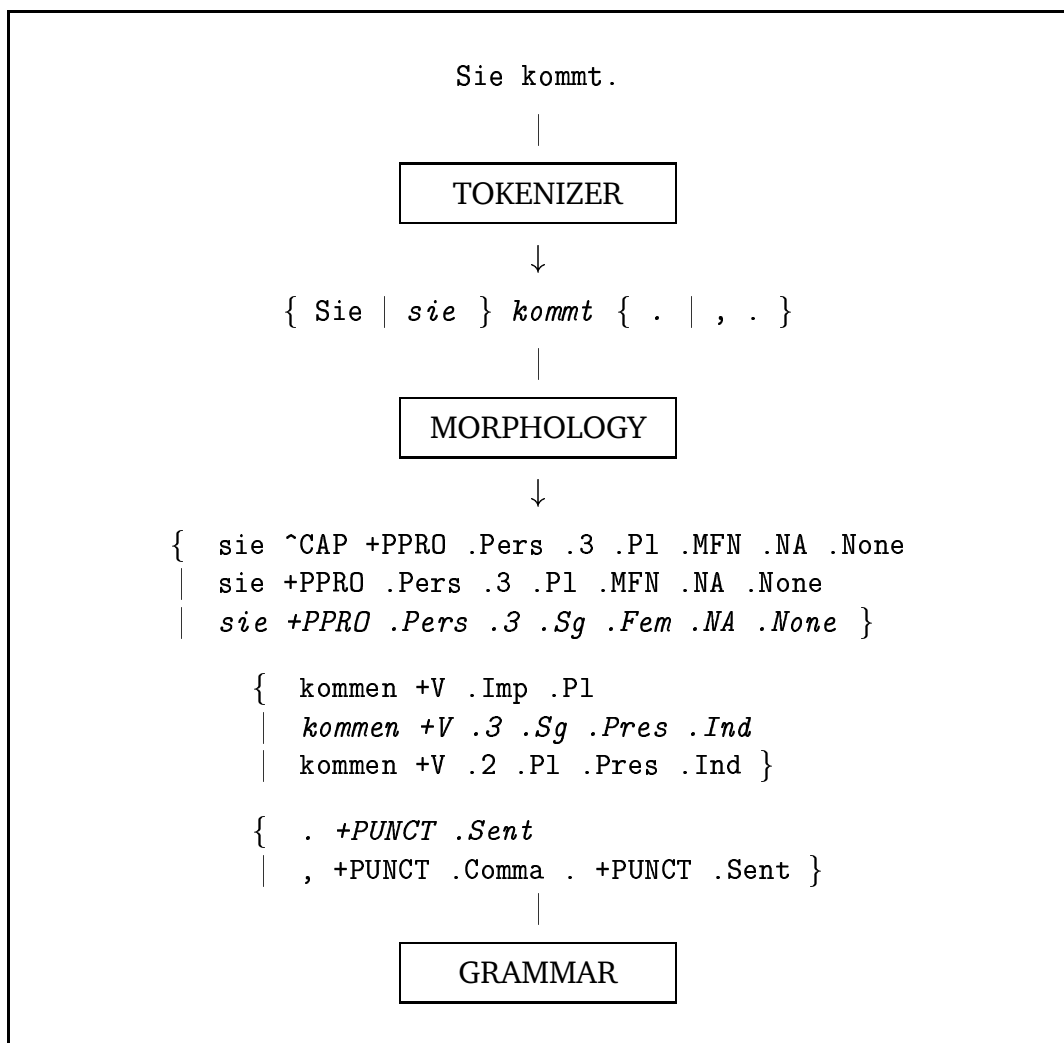 Sie kommt.
|
TOKENIZER
↓
{ Sie | sie } kommt { . | , . }
|
MORPHOLOGY
↓
{ sie ^CAP +PPRO .Pers .3 .Pl .MFN .NA .None
| sie +PPRO .Pers .3 .Pl .MFN .NA .None
| sie +PPRO .Pers .3 .Sg .Fem .NA .None }
{ kommen +V .Imp .Pl
| kommen +V .3 .Sg .Pres .Ind
| kommen +V .2 .Pl .Pres .Ind }
{ . +PUNCT .Sent
| , +PUNCT .Comma . +PUNCT .Sent }
|
GRAMMAR